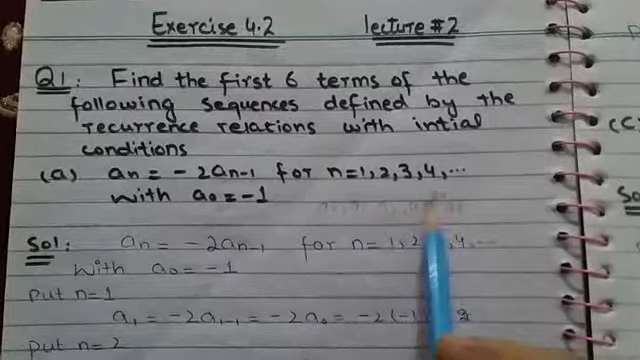 Exercise 4.2 lecture #2
Q1: Find the first 6 terms of the
following sequences defined by the
recurrence relations with intial
conditions
(a) an = - 2an-1 for n=1,2,3,4,...
with a0 = -1
Sol: an = - 2an-1 for n= 1,2 ,4...
with a0 = -1
put n=1
a1 = -2a1-1 = -2a0 = -2(-1
put n=2
(C)
So